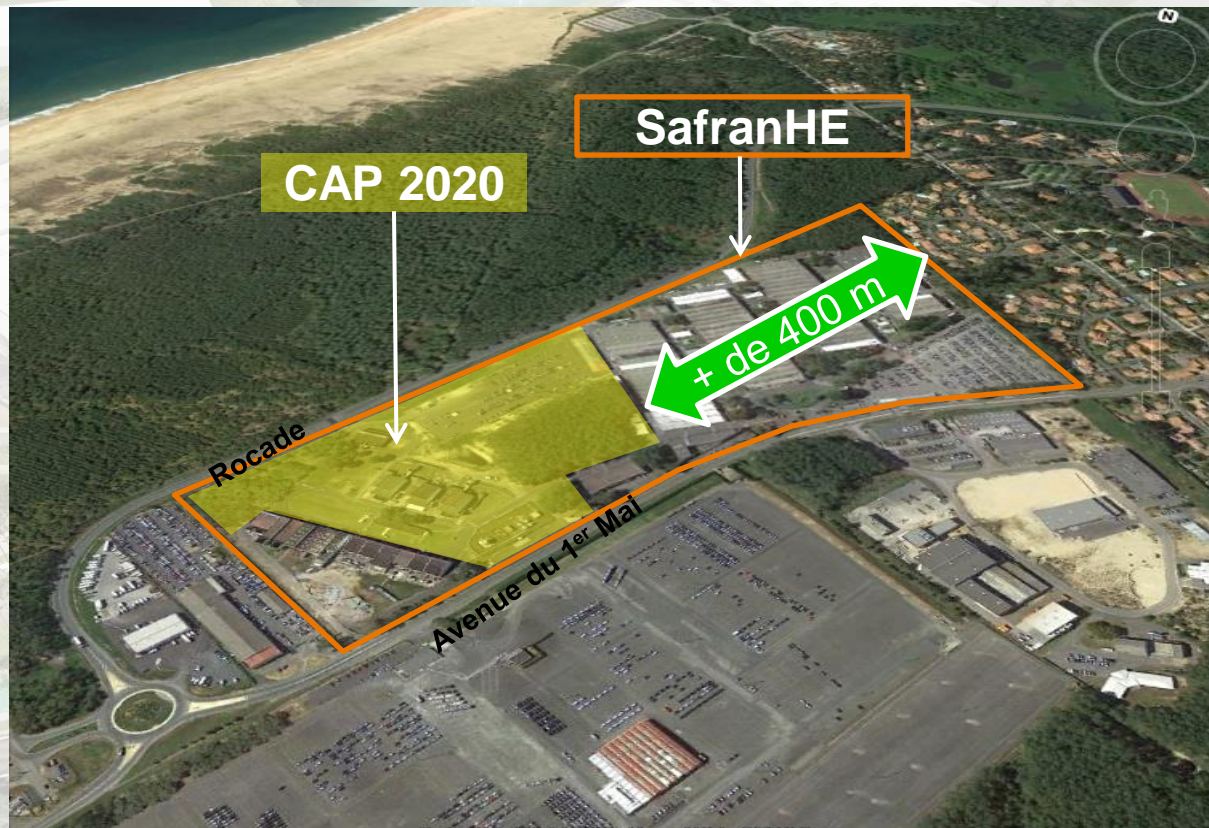 N
SafranHE
CAP 2020
+ de 400 m
Rocade
Avenue du 1er Mai